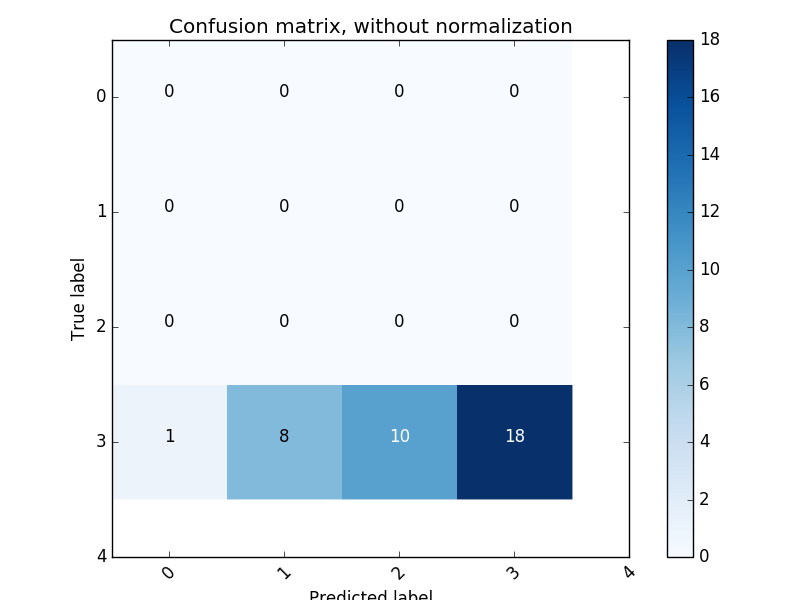 Confusion matrix, without normalization
0 0 0 0 0
1 0 0 0 0
2 0 0 0 0
3 1 8 10 18
4
0 1 2 3 4
True label
Predicted label
18
16
14
12
10
8
6
4
2
0